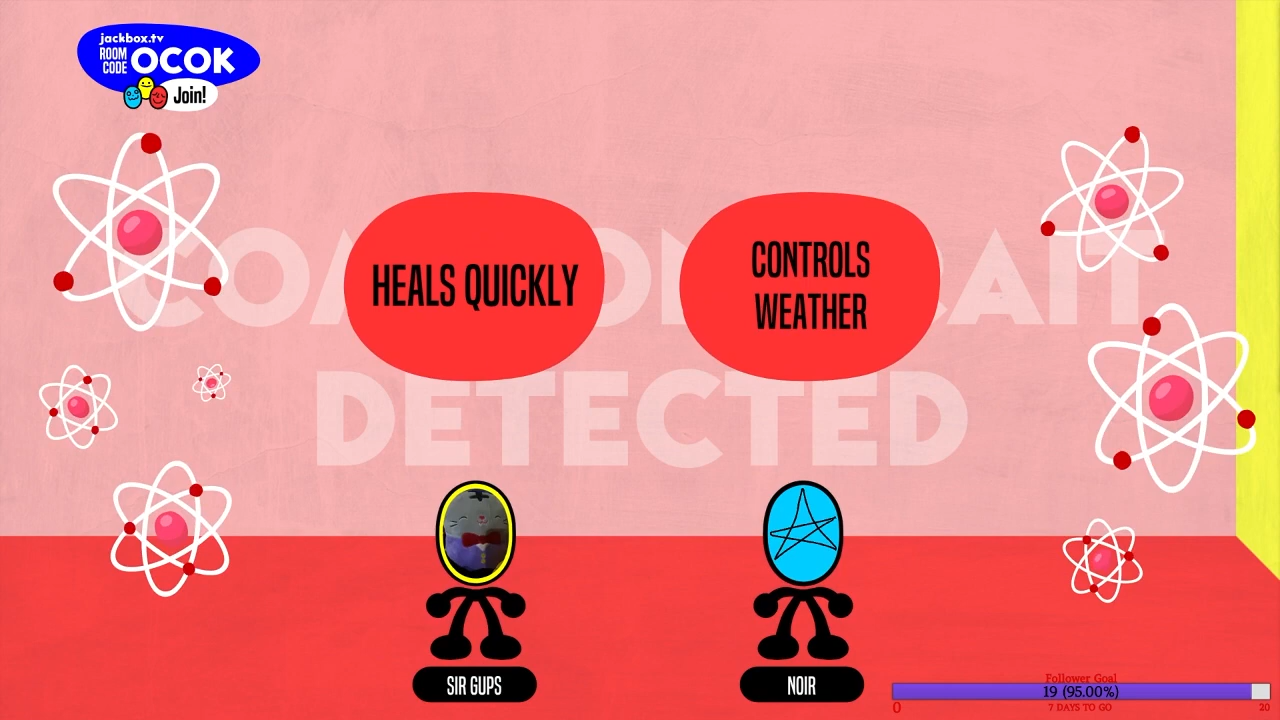 jackbox.tv
ROOM CODE OCOK
Join!
HEALS QUICKLY
CONTROLS
WEATHER
DETECTED
SIR GUPS
NOIR
Follower Goal
19 (95.00%)
0
7 DAYS TO GO
20